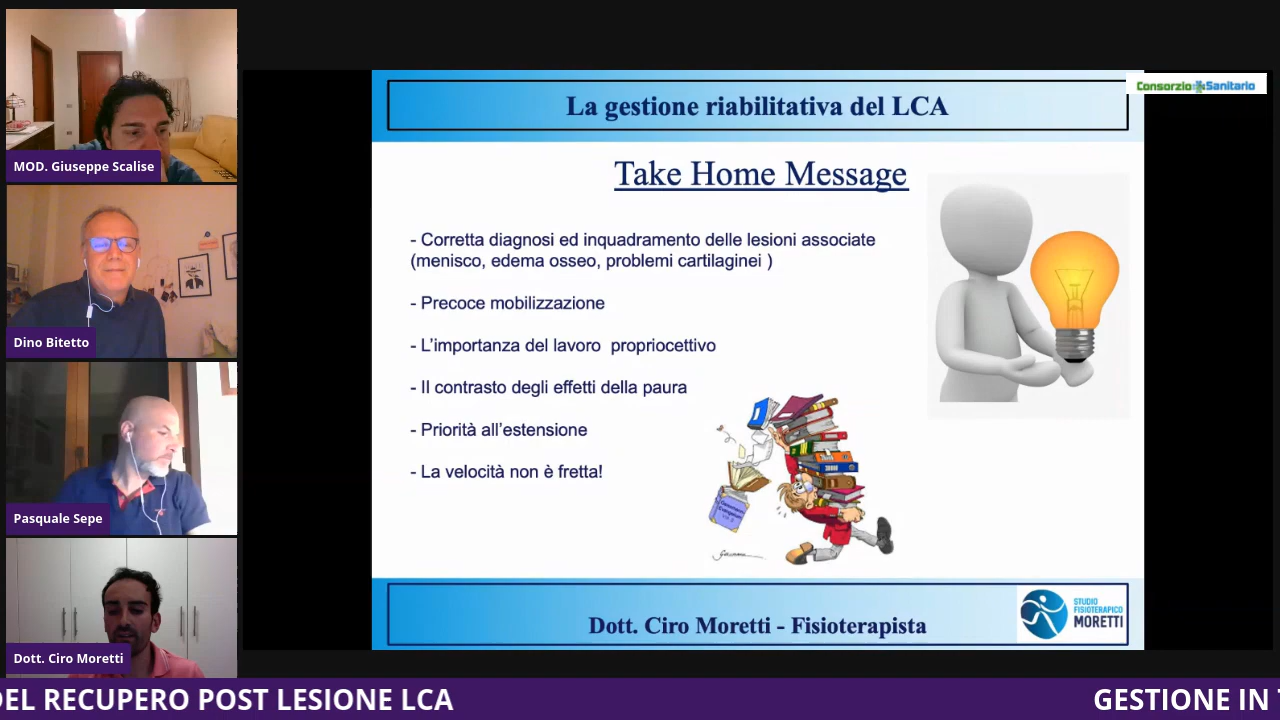 MOD. Giuseppe Scalise
Dino Bitetto
Pasquale Sepe
Dott. Ciro Moretti
Consorzio Sanitario
La gestione riabilitativa del LCA
Take Home Message
- Corretta diagnosi ed inquadramento delle lesioni associate
(menisco, edema osseo, problemi cartilaginei )
- Precoce mobilizzazione
- L'importanza del lavoro propriocettivo
- Il contrasto degli effetti della paura
- Priorità all'estensione
- La velocità non è fretta!
Dott. Ciro Moretti - Fisioterapista
STUDIO
FISIOTERAPICO
MORETTI
DEL RECUPERO POST LESIONE LCA
GESTIONE IN